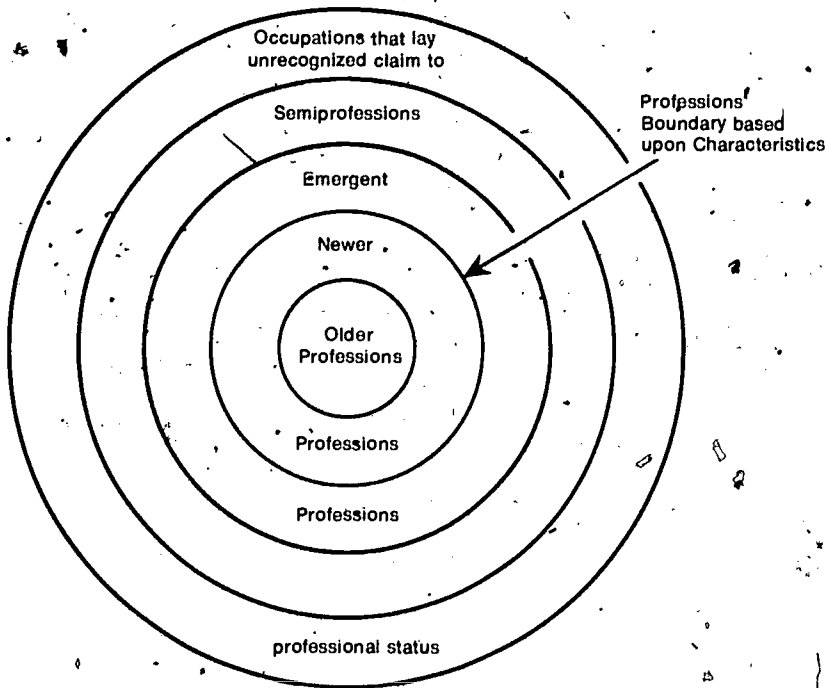 Occupations that lay
unrecognized claim to
Semiprofessions
Emergent
Newer
Older
Professions
Professions
Professions
professional status
Professions'
Boundary based
upon Characteristics